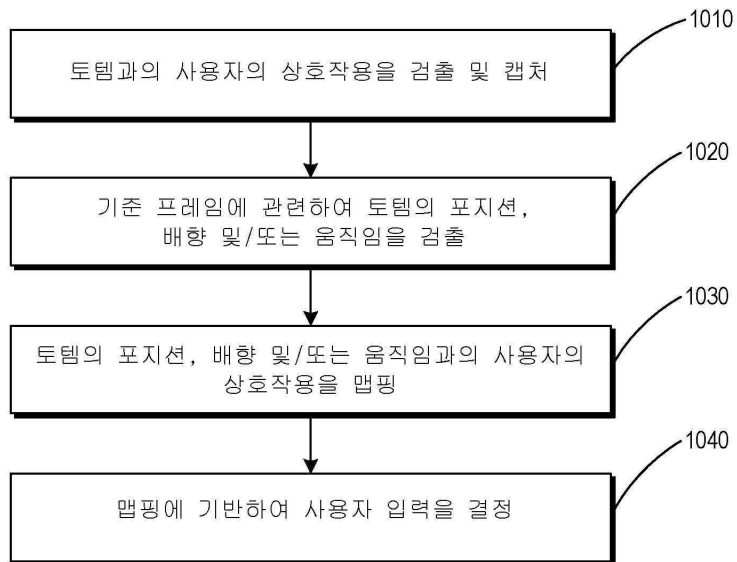 1010
토템과의 사용자의 상호작용을 검출 및 캡처
1020
기준 프레임에 관련하여 토템의 포지션,
배향 및/또는 움직임을 검출
1030
토템의 포지션, 배향 및/또는 움직임과의 사용자의
상호작용을 맵핑
1040
맵핑에 기반하여 사용자 입력을 결정